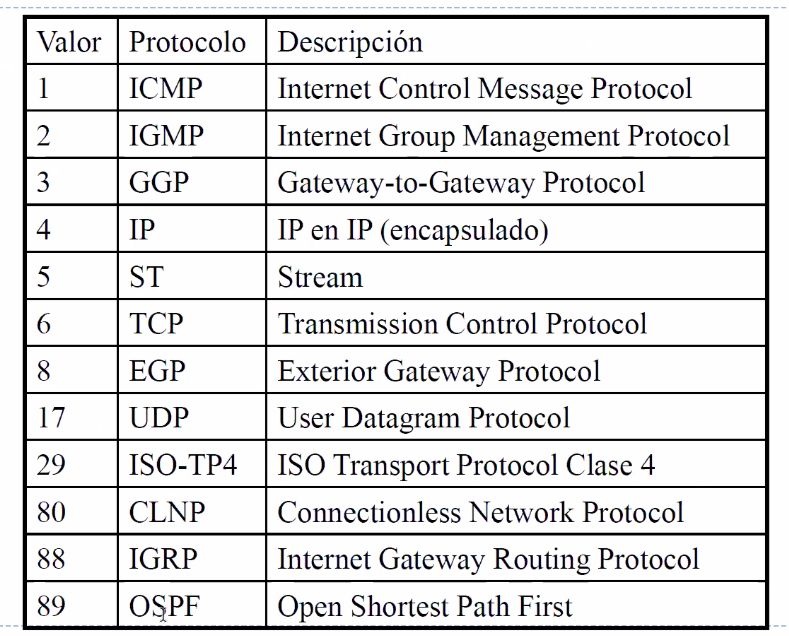 Valor Protocolo Descripción
1 ICMP Internet Control Message Protocol
2 IGMP Internet Group Management Protocol
3 GGP Gateway-to-Gateway Protocol
4 IP IP en IP (encapsulado)
5 ST Stream
6 TCP Transmission Control Protocol
8 EGP Exterior Gateway Protocol
17 UDP User Datagram Protocol
29 ISO-TP4 ISO Transport Protocol Clase 4
80 CLNP Connectionless Network Protocol
88 IGRP Internet Gateway Routing Protocol
89 OSPF Open Shortest Path First